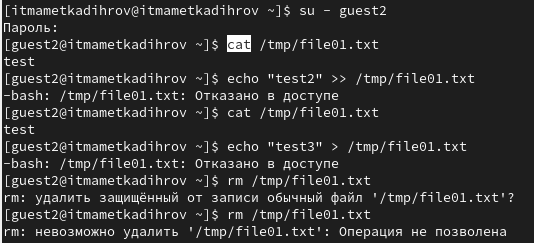 [itmametkadihrov@itmametkadihrov ~]$ su - guest2
Пароль:
[guest2@itmametkadihrov ~]$ cat /tmp/file01.txt
test
[guest2@itmametkadihrov ~]$ echo "test2" >> /tmp/file01.txt
-bash: /tmp/file01.txt: Отказано в доступе
[guest2@itmametkadihrov ~]$ cat /tmp/file01.txt
test
[guest2@itmametkadihrov ~]$ echo "test3" > /tmp/file01.txt
-bash: /tmp/file01.txt: Отказано в доступе
[guest2@itmametkadihrov ~]$ rm /tmp/file01.txt
rm: удалить защищённый от записи обычный файл '/tmp/file01.txt'?
[guest2@itmametkadihrov ~]$ rm /tmp/file01.txt
rm: невозможно удалить '/tmp/file01.txt': Операция не позволена